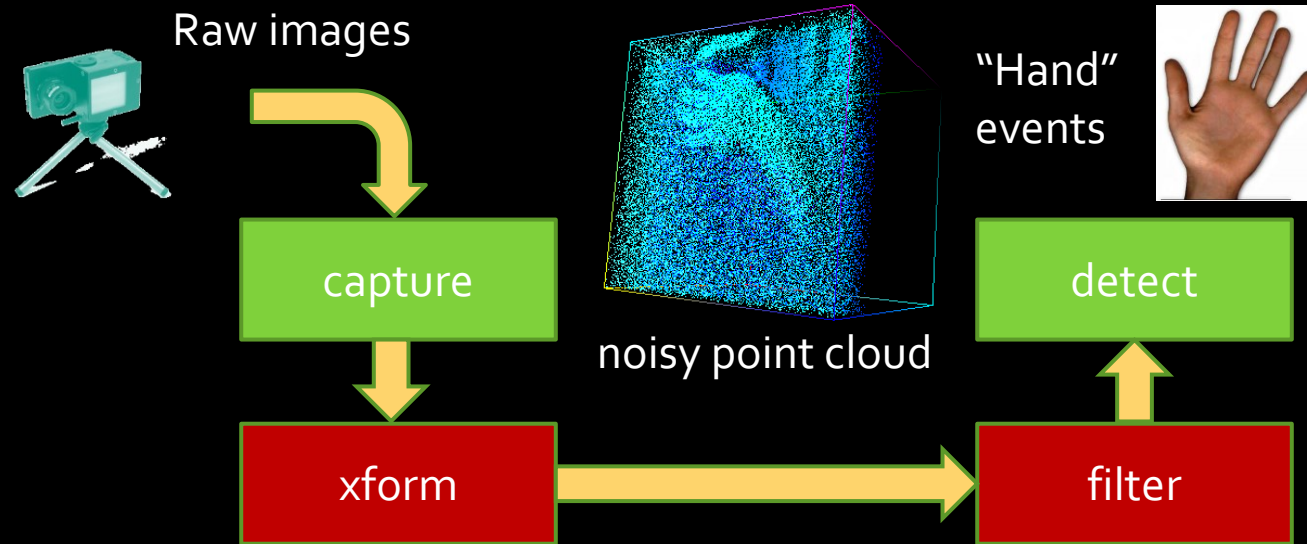 Raw images
“Hand”
events
capture
detect
noisy point cloud
xform
filter